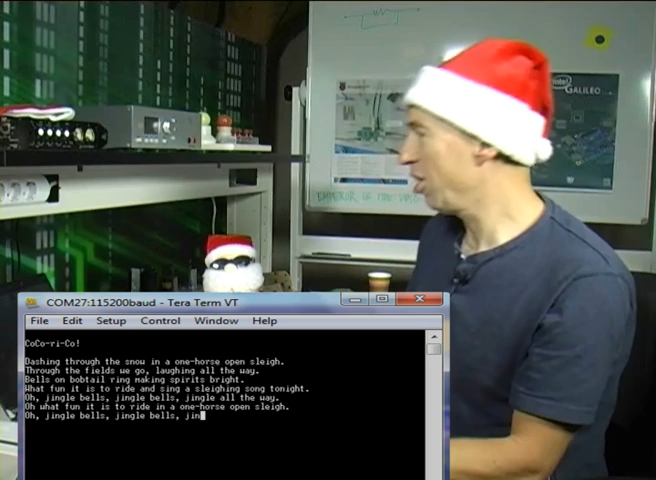 intel
GALILEO
EMPEROR OF THE
COM27:115200baud - Tera Term VT
File Edit Setup Control Window Help
CoCo-ri-Co!
Dashing through the snow in a one-horse open sleigh.
Through the fields we go, laughing all the way.
Bells on bobtail ring making spirits bright.
What fun it is to ride and sing a sleighing song tonight.
Oh, jingle bells, jingle bells, jingle all the way.
Oh what fun it is to ride in a one-horse open sleigh.
Oh, jingle bells, jingle bells, jin